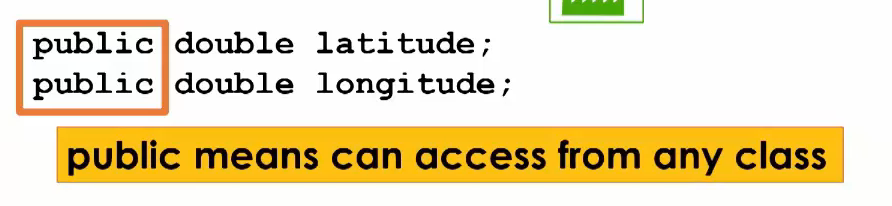 public double latitude;
public double longitude;
public means can access from any class